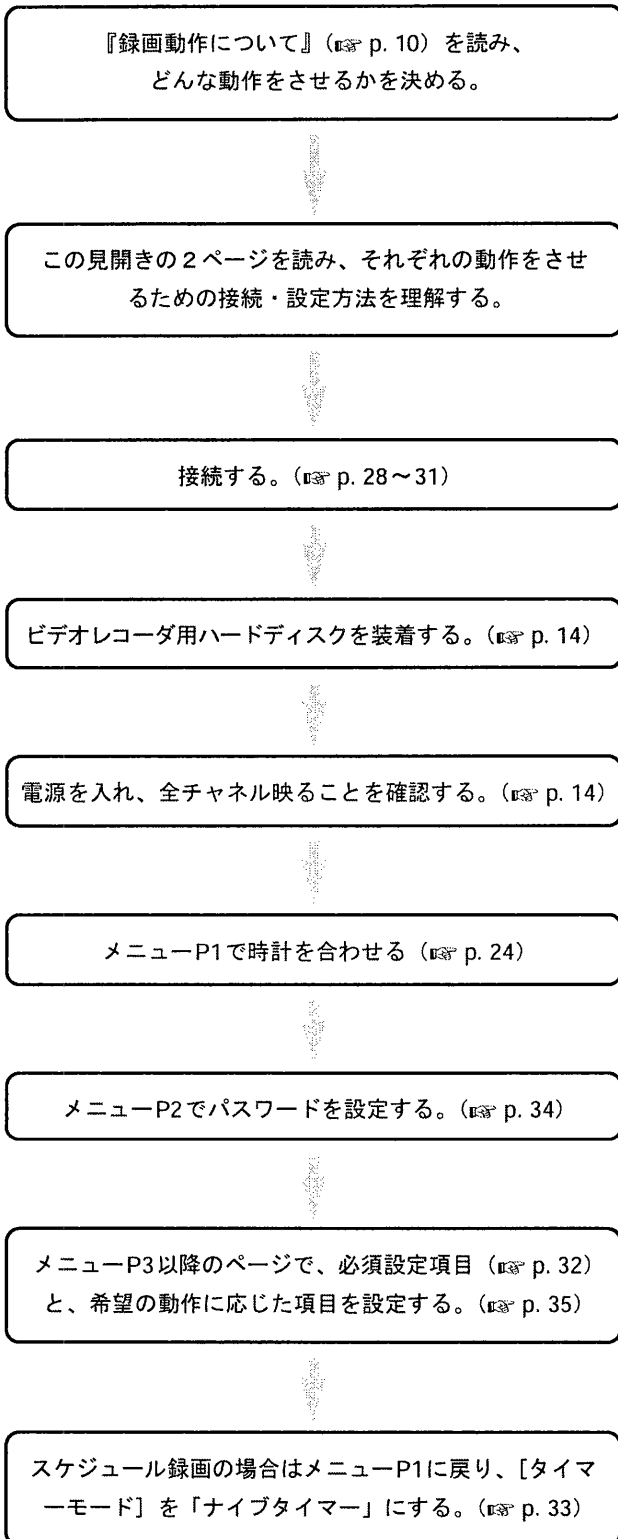 『録画動作について』（☞ p. 10）を読み、
どんな動作をさせるかを決める。
この見開きの２ページを読み、それぞれの動作をさせ
るための接続・設定方法を理解する。
接続する。（☞ p. 28～31）
ビデオレコーダ用ハードディスクを装着する。（☞ p. 14）
電源を入れ、全チャネル映ることを確認する。（☞ p. 14）
メニューP1で時計を合わせる（☞ p. 24）
メニューP2でパスワードを設定する。（☞ p. 34）
メニューP3以降のページで、必須設定項目（☞ p. 32）
と、希望の動作に応じた項目を設定する。（☞ p. 35）
スケジュール録画の場合はメニューP1に戻り、［タイマ
ーモード］を「ナイブタイマー」にする。（☞ p. 33）